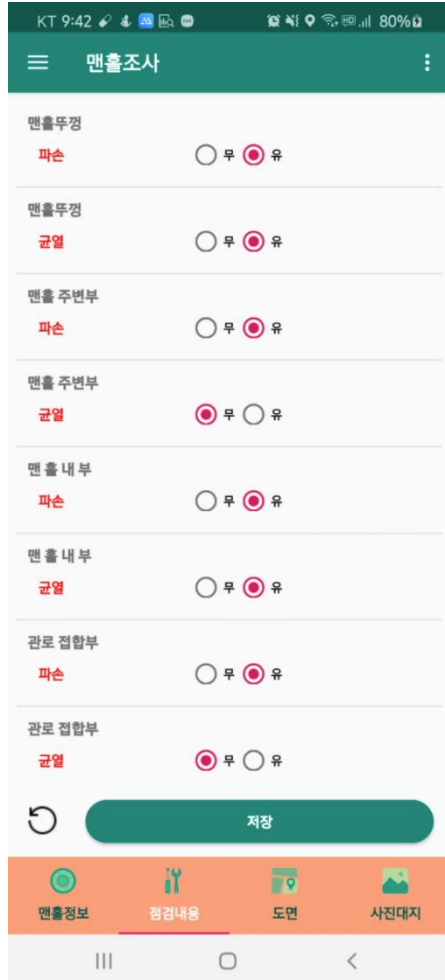 KT 9:42 80%
맨홀조사
맨홀뚜껑
파손 무 유
맨홀뚜껑
균열 무 유
맨홀 주변부
파손 무 유
맨홀 주변부
균열 무 유
맨 홀 내 부
파손 무 유
맨 홀 내 부
균열 무 유
관로 접합부
파손 무 유
관로 접합부
균열 무 유
저장
맨홀정보 점검내용 도면 사진대지